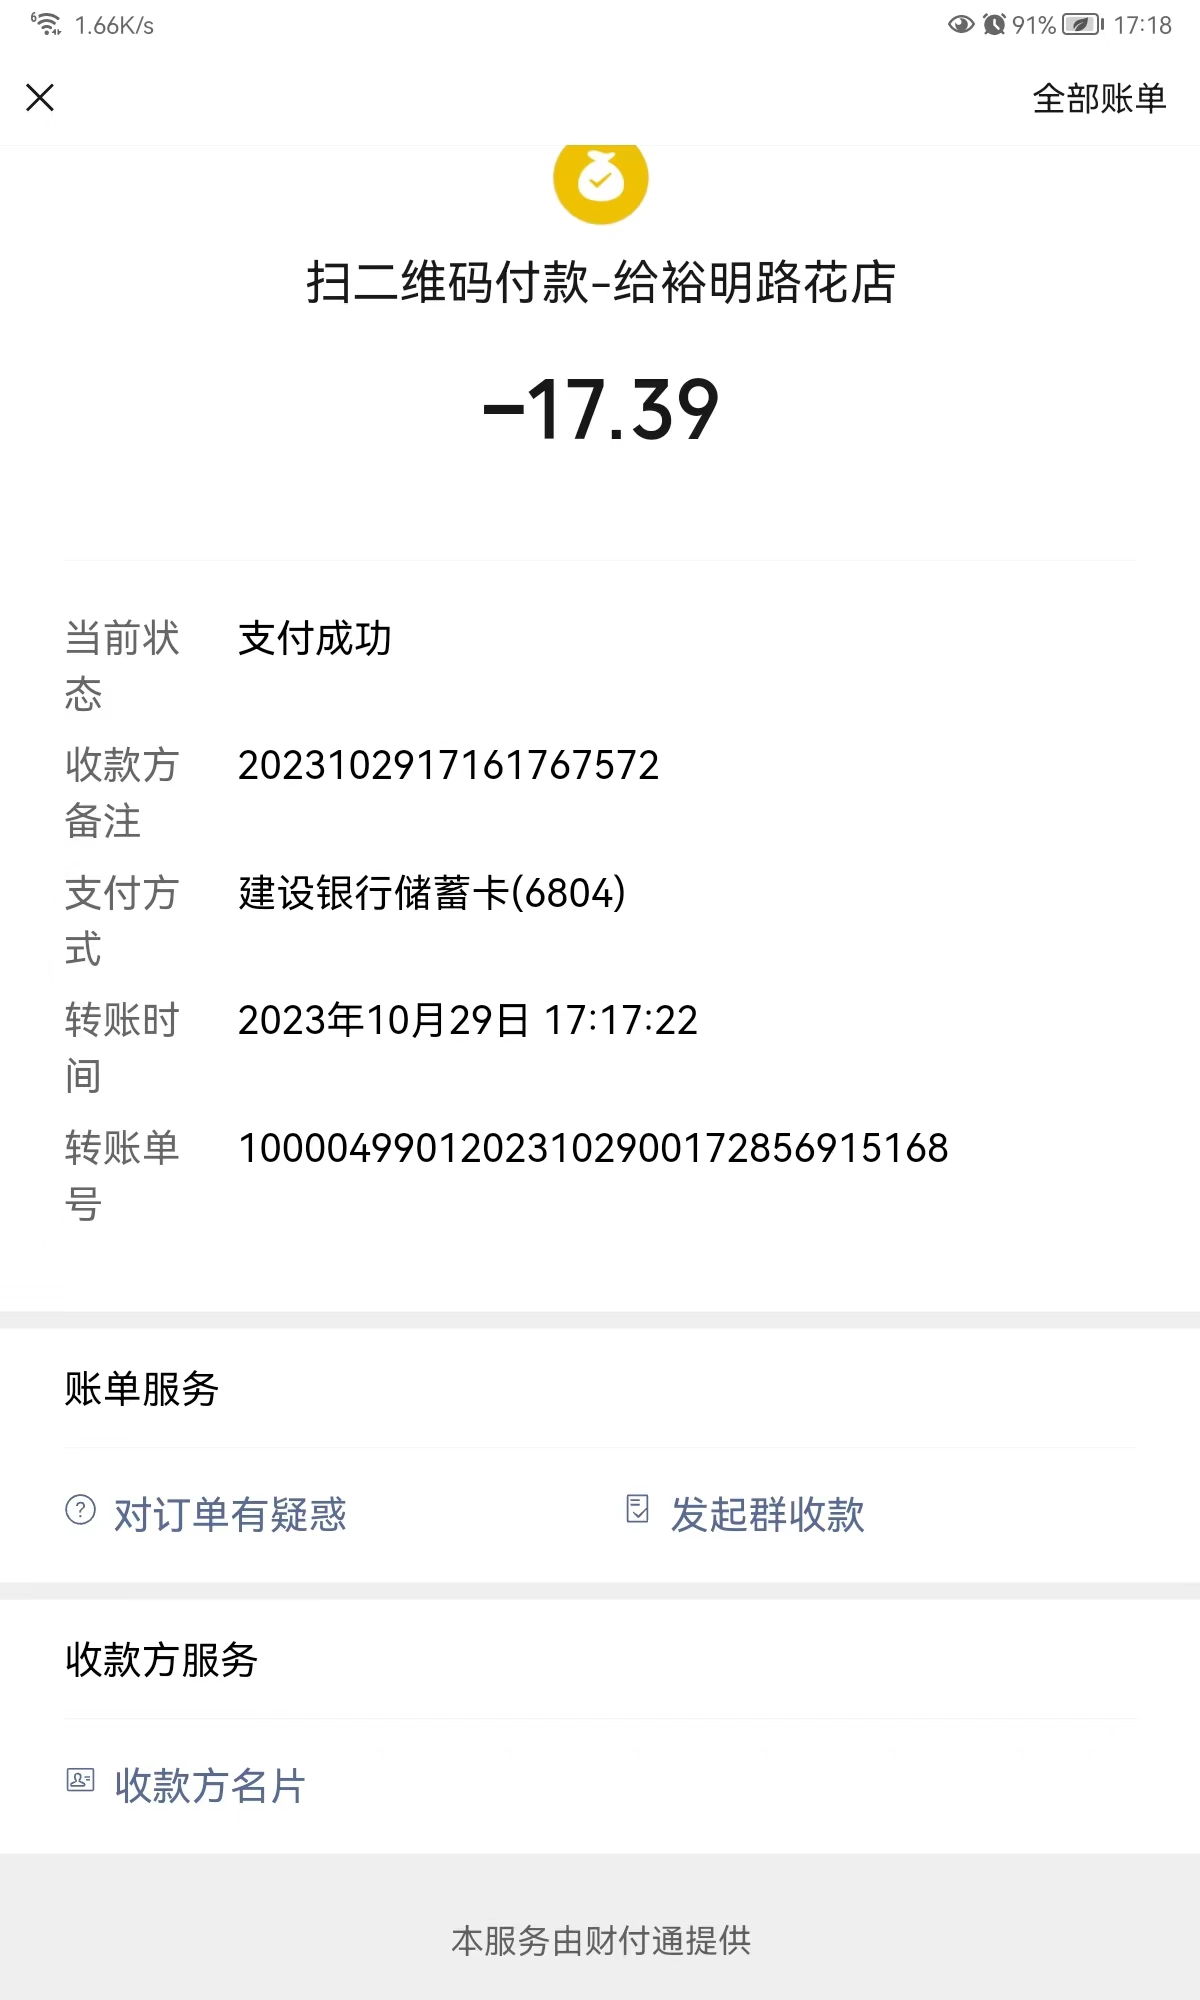 1.66K/s
91% 17:18
全部账单
扫二维码付款-给裕明路花店
-17.39
当前状态
支付成功
收款方备注
2023102917161767572
支付方式
建设银行储蓄卡(6804)
转账时间
2023年10月29日 17:17:22
转账单号
1000049901202310290017285691​5168
账单服务
对订单有疑惑
发起群收款
收款方服务
收款方名片
本服务由财付通提供